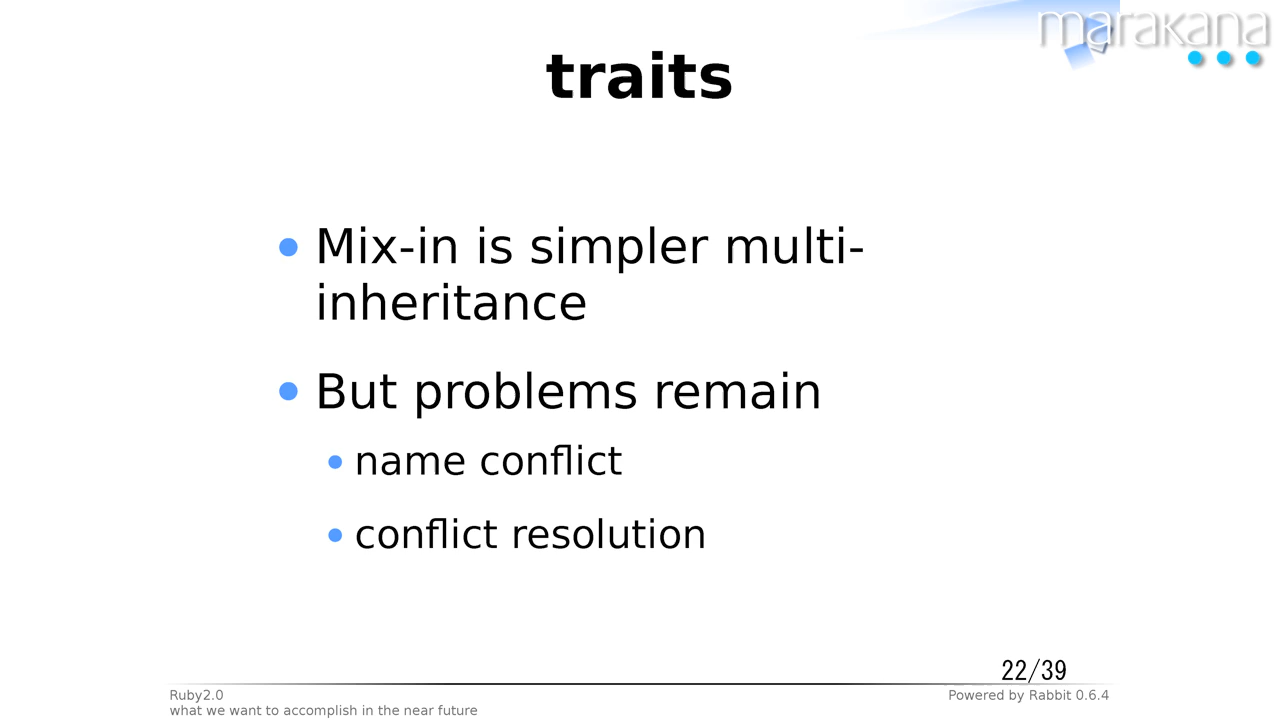 marakana
traits
Mix-in is simpler multi-
inheritance
But problems remain
name conflict
conflict resolution
22/39
Ruby2.0
Powered by Rabbit 0.6.4
what we want to accomplish in the near future